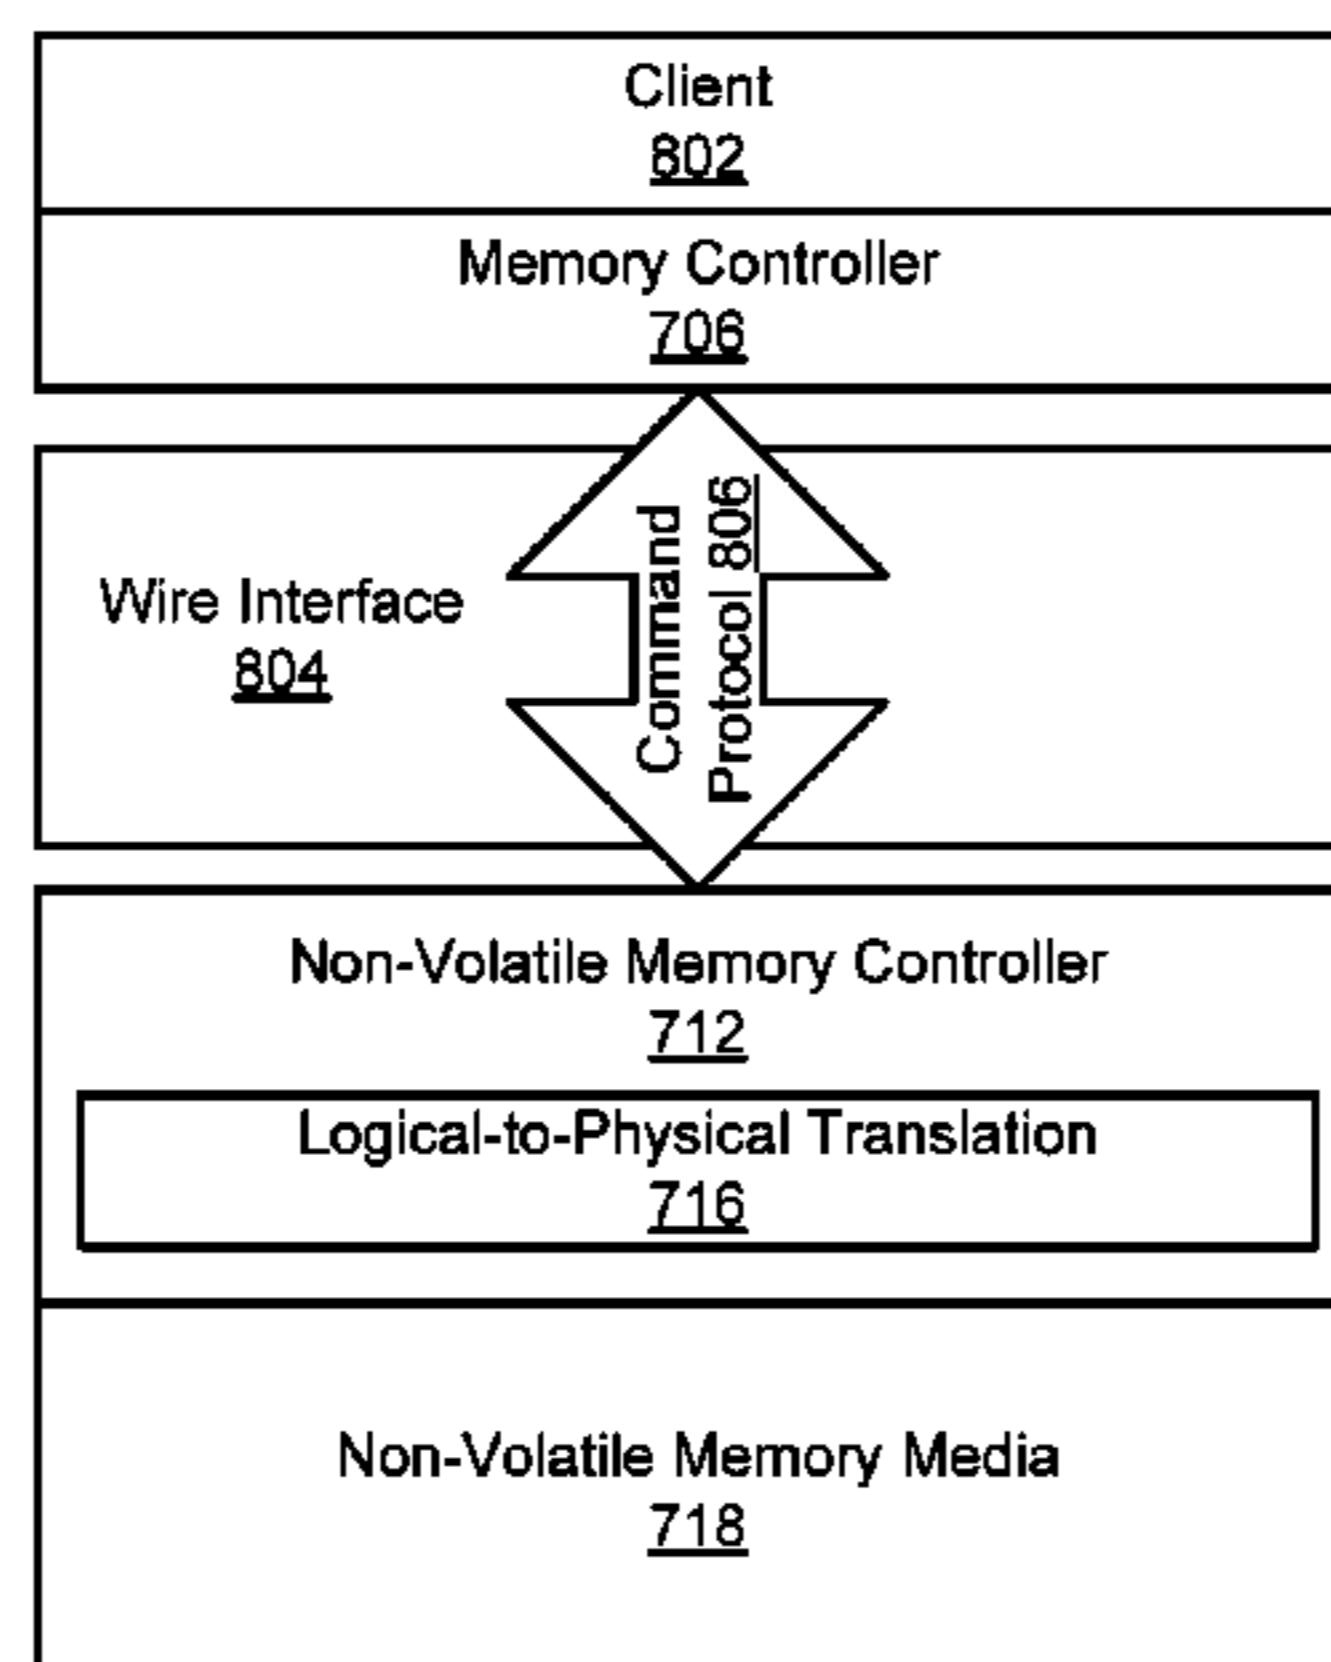 Client
802
Memory Controller
706
Wire Interface
804
Command
Protocol 806
Non-Volatile Memory Controller
712
Logical-to-Physical Translation
716
Non-Volatile Memory Media
718